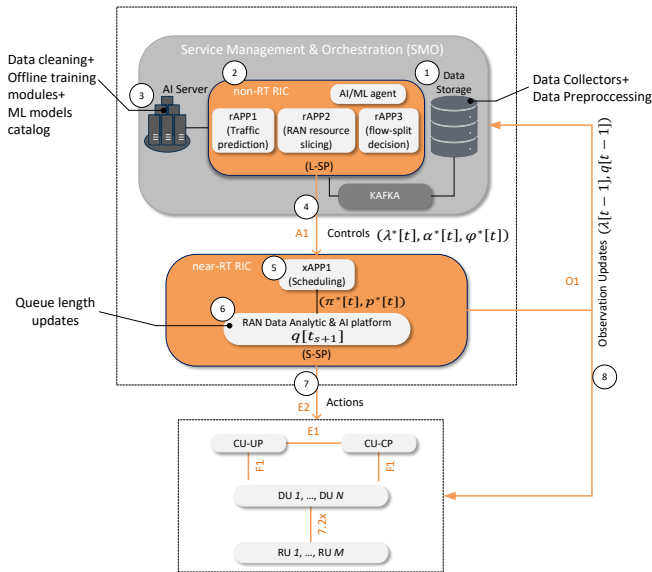 Service Management & Orchestration (SMO)
Data cleaning+
Offline training
modules+
ML models
catalog
3
AI Server
2
non-RT RIC
AI/ML agent
rAPP1
(Traffic
prediction)
rAPP2
(RAN resource
slicing)
rAPP3
(flow-split
decision)
(L-SP)
1
Data
Storage
Data Collectors+
Data Preproccessing
KAFKA
4
A1
Controls (λ*[t], α*[t], φ*[t])
near-RT RIC
5
xAPP1
(Scheduling)
(π*[t], p*[t])
Queue length
updates
6
RAN Data Analytic & AI platform
q[tₛ₊₁]
(S-SP)
7
E2
Actions
O1
Observation Updates (λ[t − 1], q[t − 1])
8
E1
CU-UP
CU-CP
F1
F1
DU 1, …, DU N
7.2x
RU 1, …, RU M